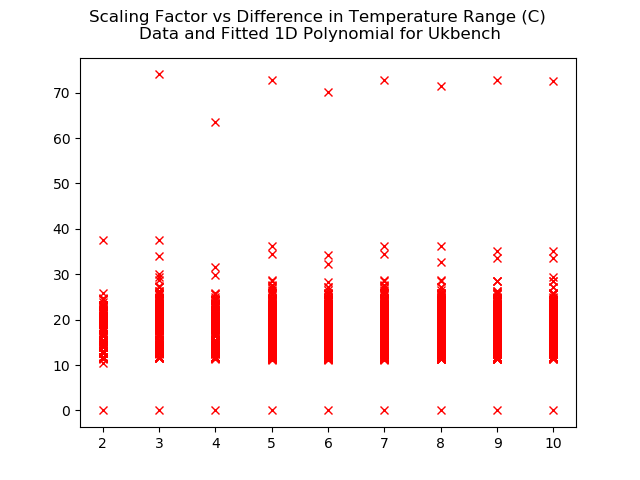 Scaling Factor vs Difference in Temperature Range (C)
Data and Fitted 1D Polynomial for Ukbench
70
60
50
40
30
20
10
0
2 3 4 5 6 7 8 9 10